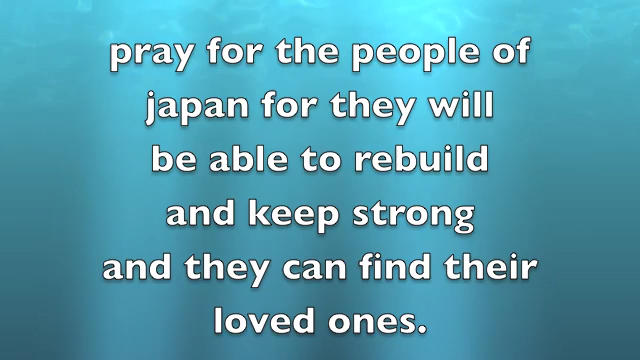 pray for the people of
japan for they will
be able to rebuild
and keep strong
and they can find their
loved ones.